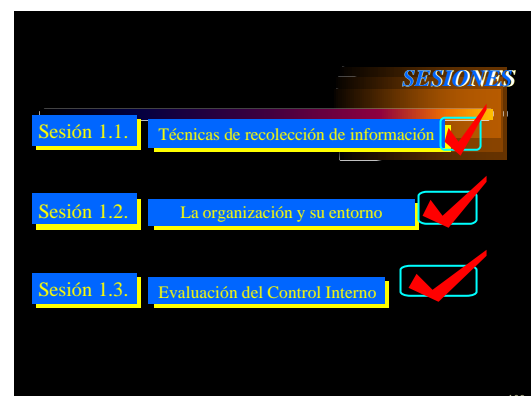 SESIONES
Sesión 1.1. Técnicas de recolección de información
Sesión 1.2. La organización y su entorno
Sesión 1.3. Evaluación del Control Interno